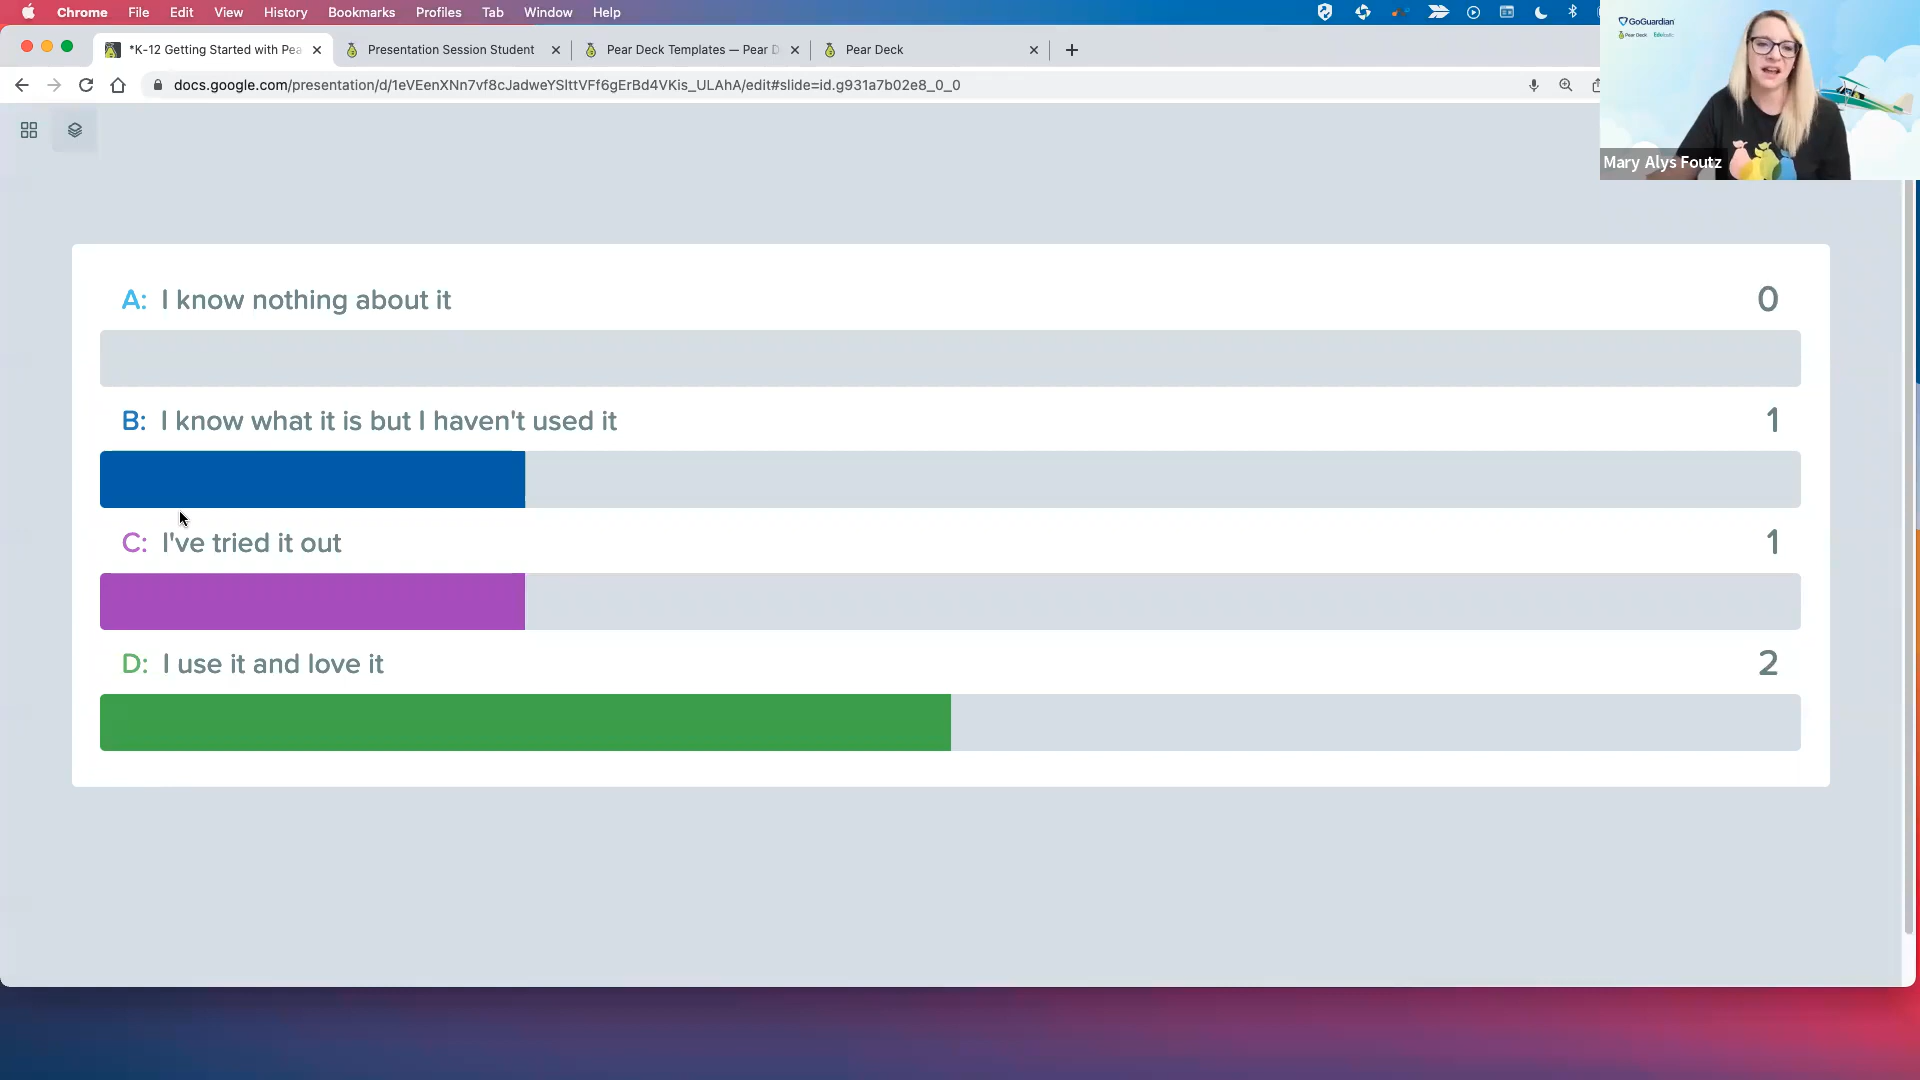 Chrome File Edit View History Bookmarks Profiles Tab Window Help
*K-12 Getting Started with Pea
Presentation Session Student
Pear Deck Templates — Pear D
Pear Deck
docs.google.com/presentation/d/1eVEenXNn7vf8cJadweYSIttVFf6gErBd4VKis_ULAhA/edit#slide=id.g931a7b02e8_0_0
GoGuardian
Pear Deck
Mary Alys Foutz
A: I know nothing about it 0
B: I know what it is but I haven't used it 1
C: I've tried it out 1
D: I use it and love it 2